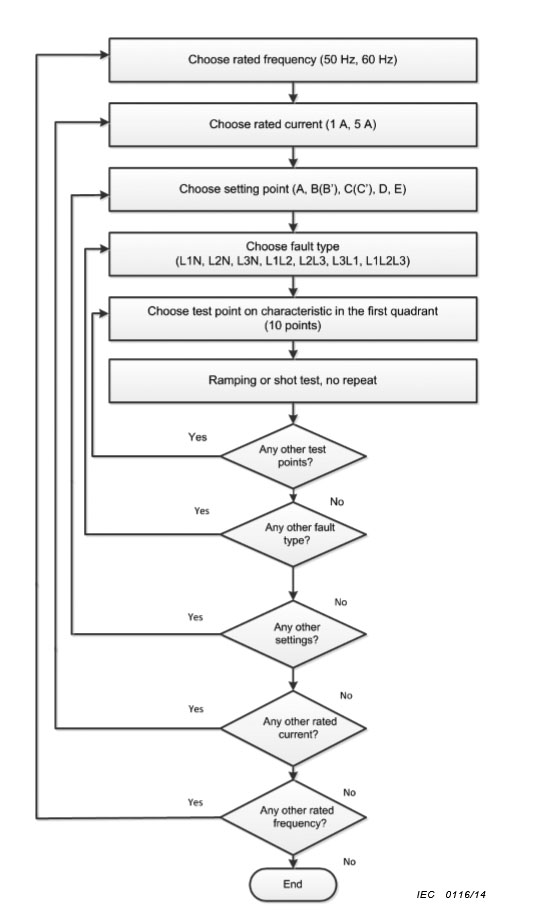 Choose rated frequency (50 Hz, 60 Hz)
Choose rated current (1 A, 5 A)
Choose setting point (A, B(B'), C(C'), D, E)
Choose fault type
(L1N, L2N, L3N, L1L2, L2L3, L3L1, L1L2L3)
Choose test point on characteristic in the first quadrant
(10 points)
Ramping or shot test, no repeat
Yes
Any other test
points?
No
Yes
Any other fault
type?
No
Yes
Any other
settings?
No
Yes
Any other rated
current?
No
Yes
Any other rated
frequency?
No
End
IEC 0116/14